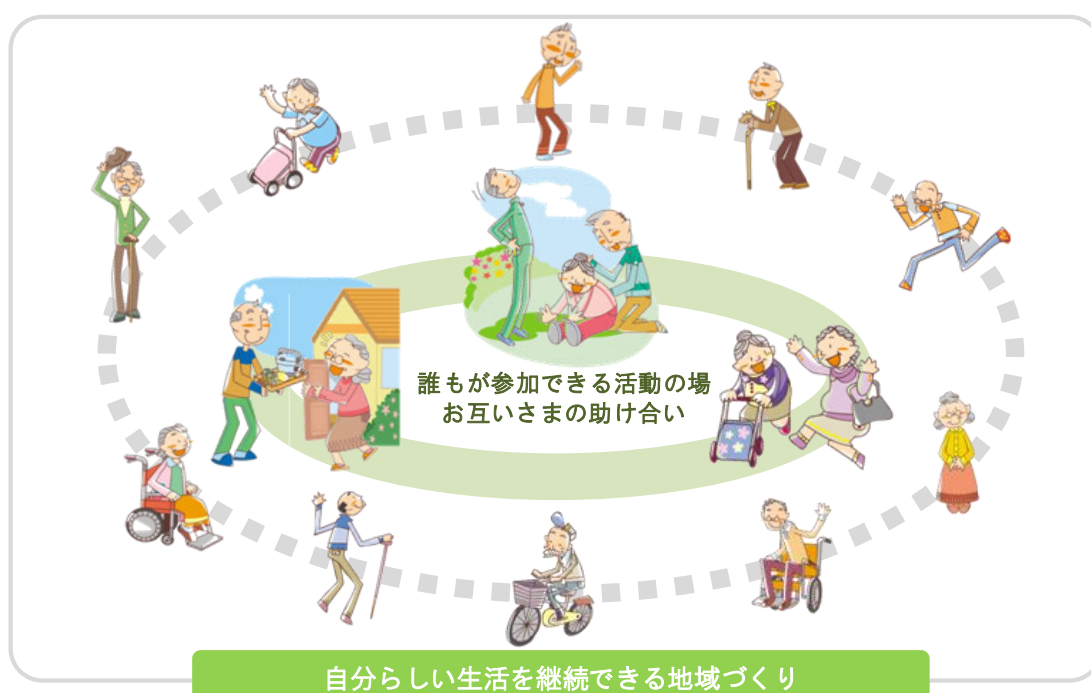 誰もが参加できる活動の場
お互いさまの助け合い
自分らしい生活を継続できる地域づくり